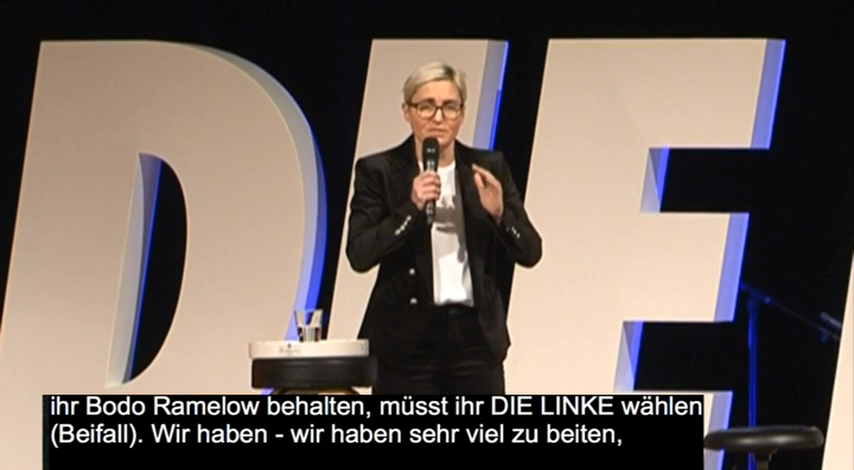 DIE
ihr Bodo Ramelow behalten, müsst ihr DIE LINKE wählen
(Beifall). Wir haben - wir haben sehr viel zu beiten,